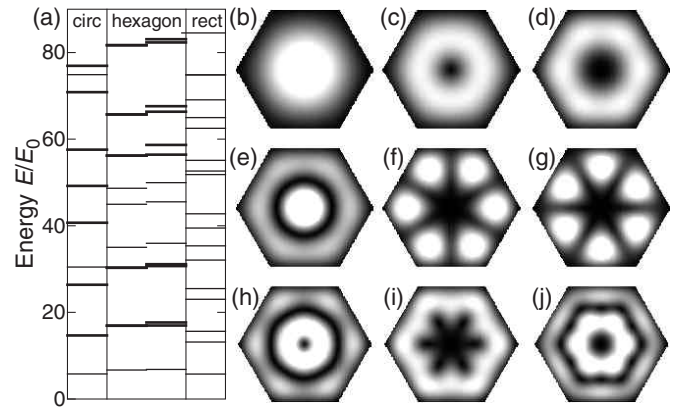 (a) circ hexagon rect (b) (c) (d)
80
60
Energy E/E0
(e) (f) (g)
40
20
(h) (i) (j)
0